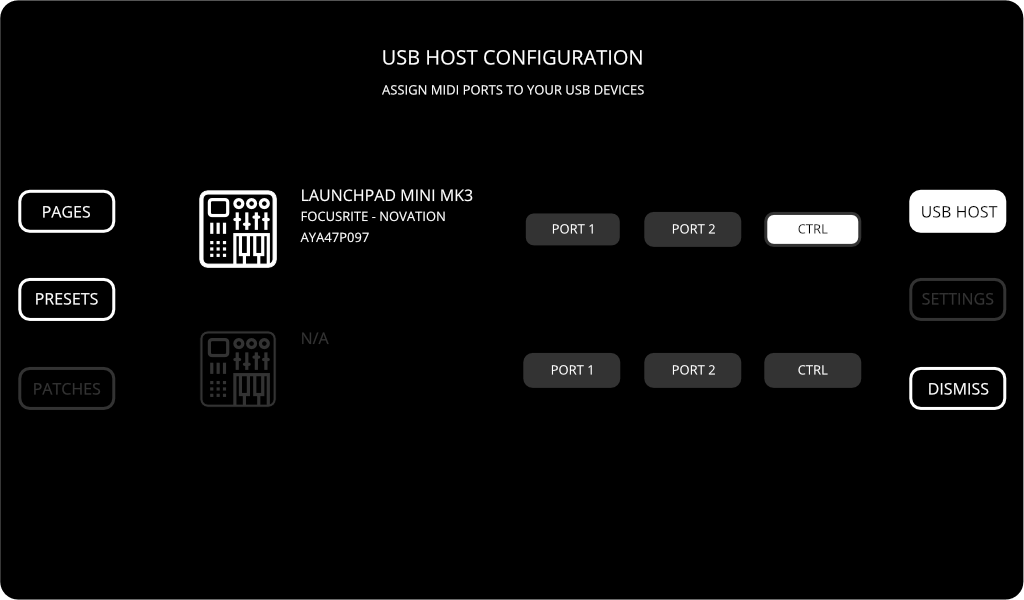 USB HOST CONFIGURATION
ASSIGN MIDI PORTS TO YOUR USB DEVICES
PAGES
PRESETS
PATCHES
LAUNCHPAD MINI MK3
FOCUSRITE - NOVATION
AYA47P097
PORT 1
PORT 2
CTRL
N/A
PORT 1
PORT 2
CTRL
USB HOST
SETTINGS
DISMISS